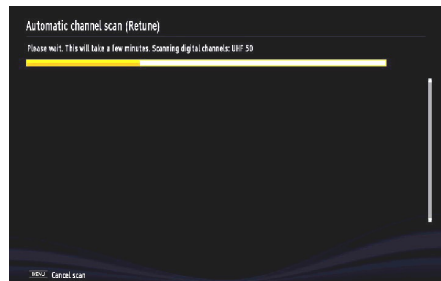 Automatic channel scan (Retune)
Please wait. This will take a few minutes. Scanning digital channels: UHF 50
MENU Cancel scan